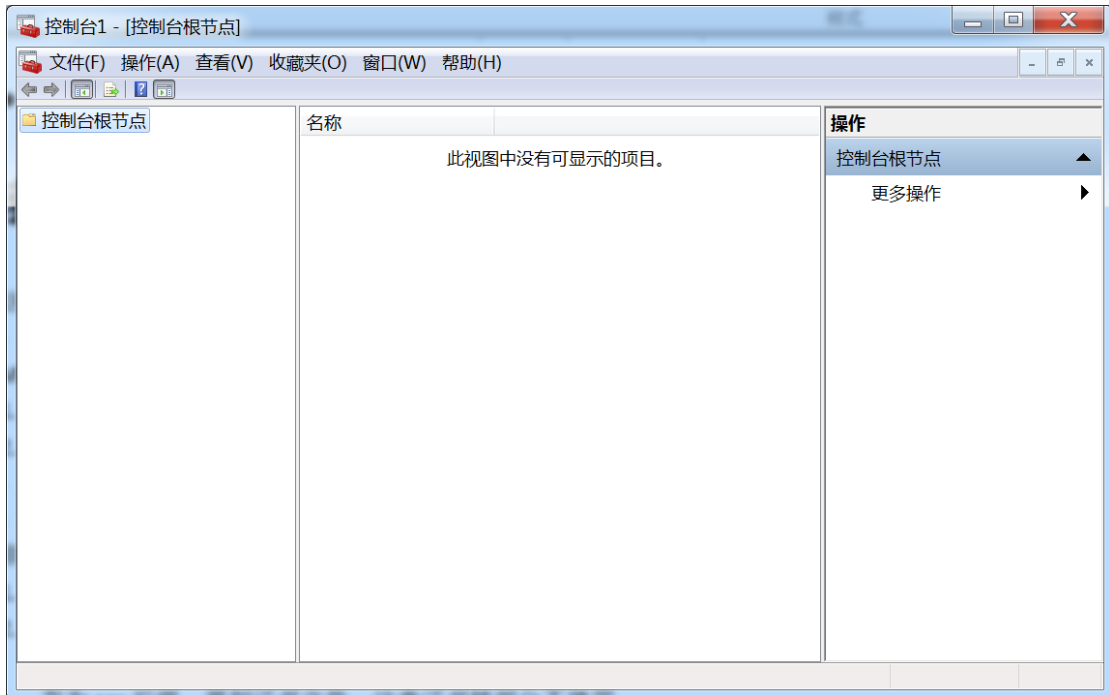 控制台1 - [控制台根节点]
文件(F) 操作(A) 查看(V) 收藏夹(O) 窗口(W) 帮助(H)
控制台根节点
名称
此视图中没有可显示的项目。
操作
控制台根节点
更多操作